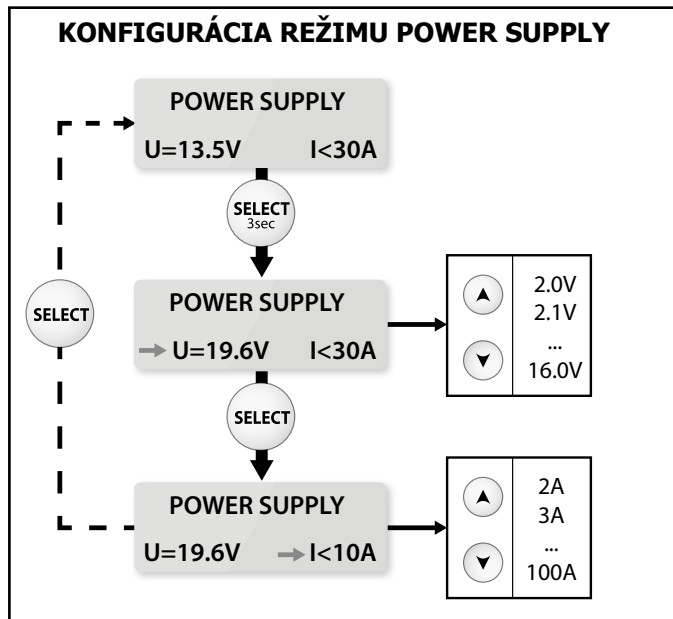 KONFIGURÁCIA REŽIMU POWER SUPPLY
POWER SUPPLY
U=13.5V I<30A
SELECT
3sec
SELECT
POWER SUPPLY
U=19.6V I<30A
2.0V
2.1V
...
16.0V
SELECT
POWER SUPPLY
U=19.6V I<10A
2A
3A
...
100A